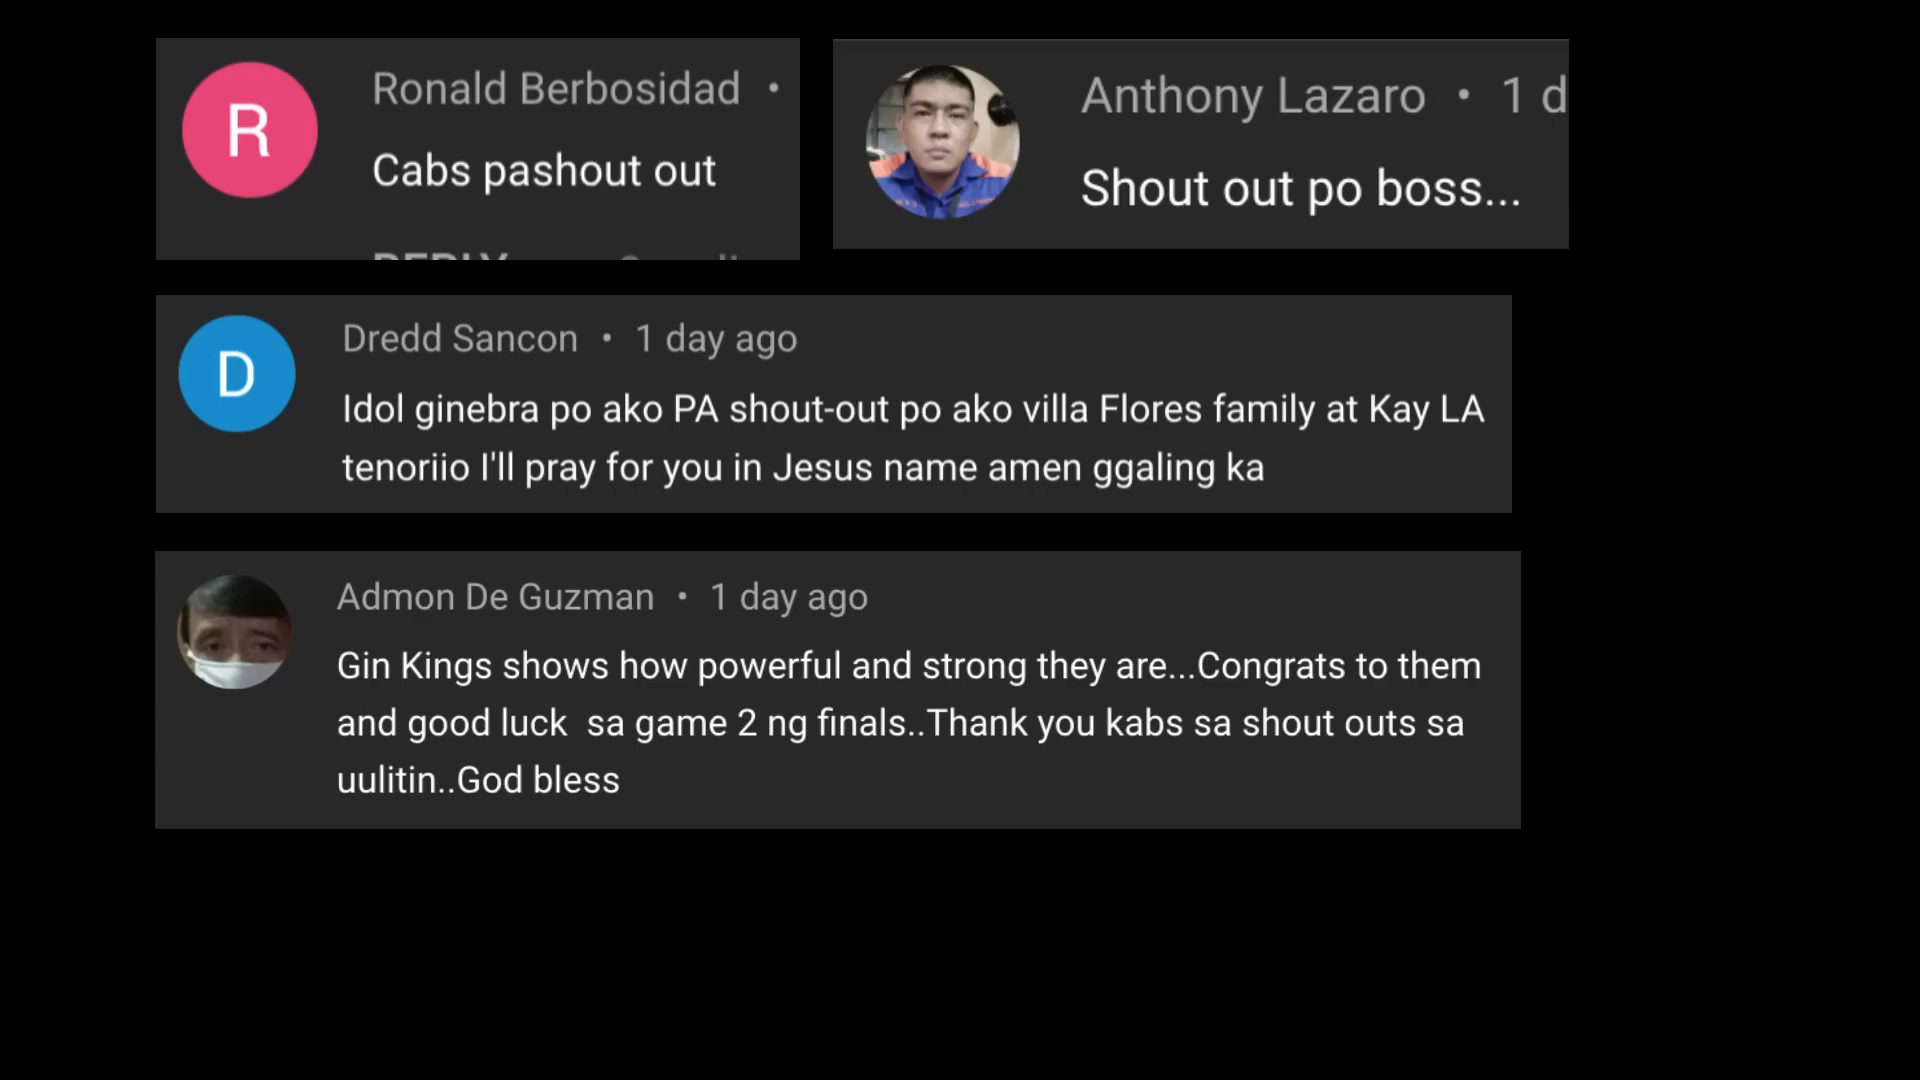 R
Ronald Berbosidad •
Cabs pashout out
REPLY
Anthony Lazaro • 1 d
Shout out po boss...
D
Dredd Sancon • 1 day ago
Idol ginebra po ako PA shout-out po ako villa Flores family at Kay LA
tenoriio I'll pray for you in Jesus name amen ggaling ka
Admon De Guzman • 1 day ago
Gin Kings shows how powerful and strong they are...Congrats to them
and good luck  sa game 2 ng finals..Thank you kabs sa shout outs sa
uulitin..God bless